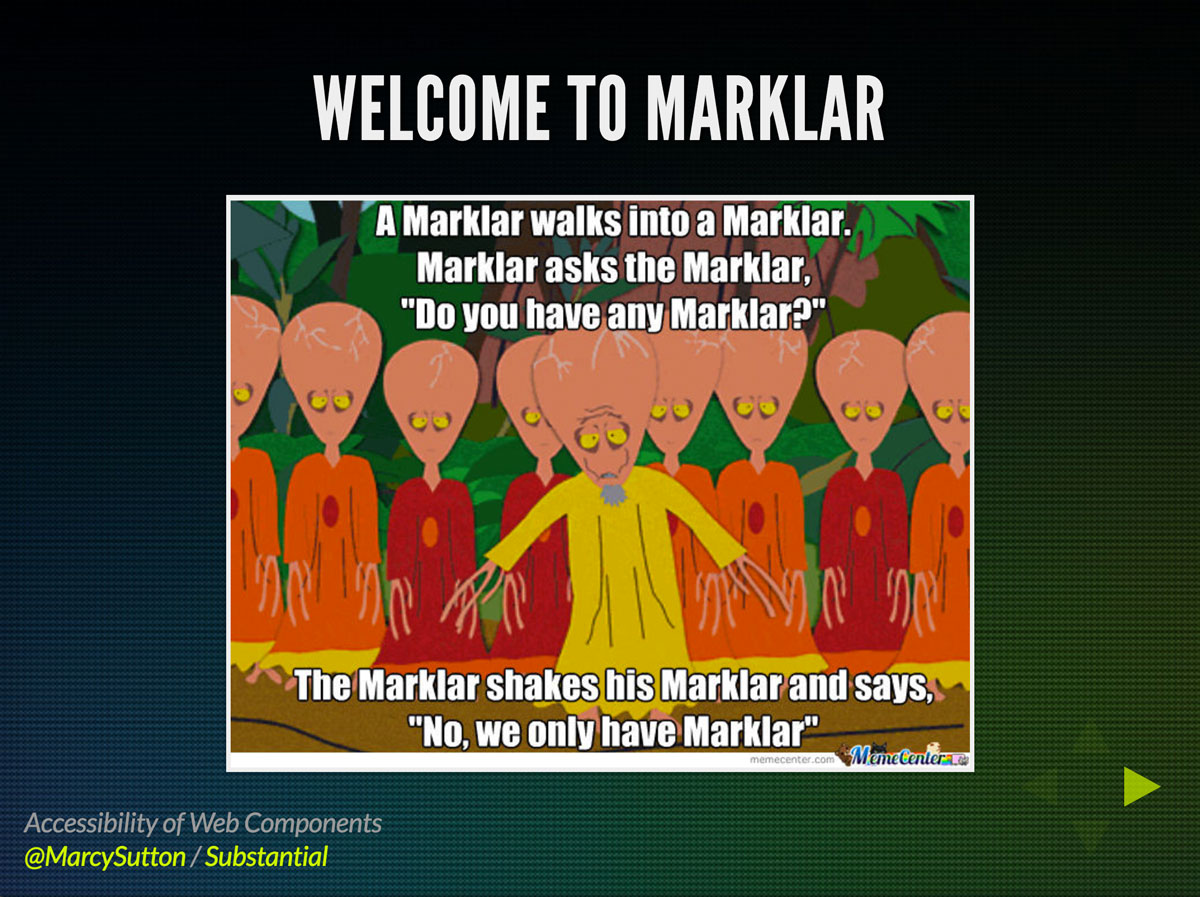 WELCOME TO MARKLAR
A Marklar walks into a Marklar.
Marklar asks the Marklar,
"Do you have any Marklar?"
The Marklar shakes his Marklar and says,
"No, we only have Marklar"
memecenter.com MemeCenter
Accessibility of Web Components
@MarcySutton / Substantial